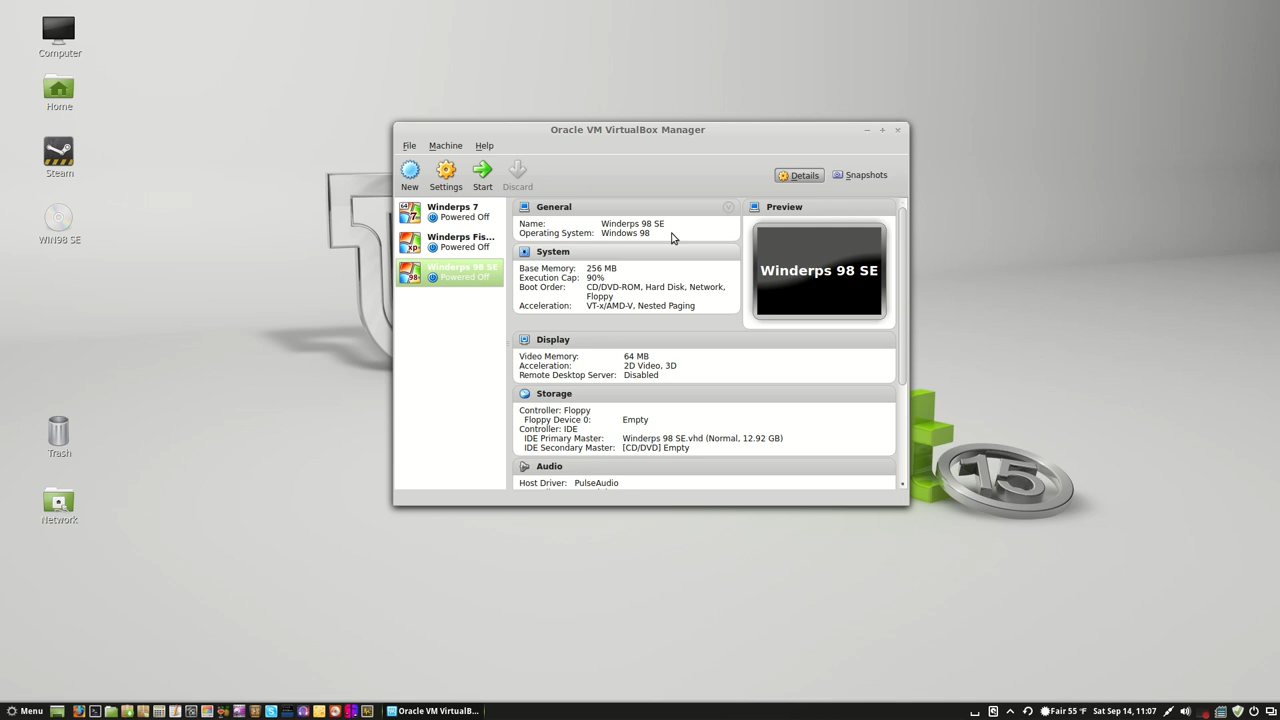 Computer
Home
Steam
WIN98 SE
Trash
Network
Oracle VM VirtualBox Manager
File Machine Help
New Settings Start Discard
Details Snapshots
Winderps 7
Powered Off
Winderps Fis...
Powered Off
Winderps 98 SE
Powered Off
General
Name: Winderps 98 SE
Operating System: Windows 98
System
Base Memory: 256 MB
Execution Cap: 90%
Boot Order: CD/DVD-ROM, Hard Disk, Network,
Floppy
Acceleration: VT-x/AMD-V, Nested Paging
Preview
Winderps 98 SE
Display
Video Memory: 64 MB
Acceleration: 2D Video, 3D
Remote Desktop Server: Disabled
Storage
Controller: Floppy
Floppy Device 0: Empty
Controller: IDE
IDE Primary Master: Winderps 98 SE.vhd (Normal, 12.92 GB)
IDE Secondary Master: [CD/DVD] Empty
Audio
Host Driver: PulseAudio
15
Menu
Oracle VM VirtualB...
Fair 55 °F
Sat Sep 14, 11:07